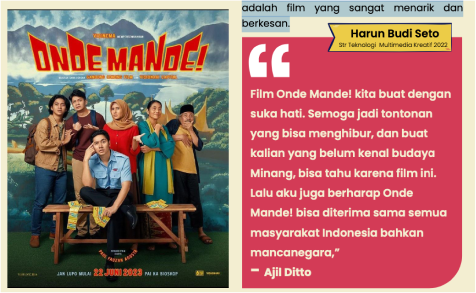 ONDE MANDE!
22 JUNI 2023
adalah film yang sangat menarik dan
berkesan.
Harun Budi Seto
Str Teknologi Multimedia Kreatif 2022
Film Onde Mande! kita buat dengan
suka hati. Semoga jadi tontonan
yang bisa menghibur, dan buat
kalian yang belum kenal budaya
Minang, bisa tahu karena film ini.
Lalu aku juga berharap Onde
Mande! bisa diterima sama semua
masyarakat Indonesia bahkan
mancanegara,”
– Ajil Ditto